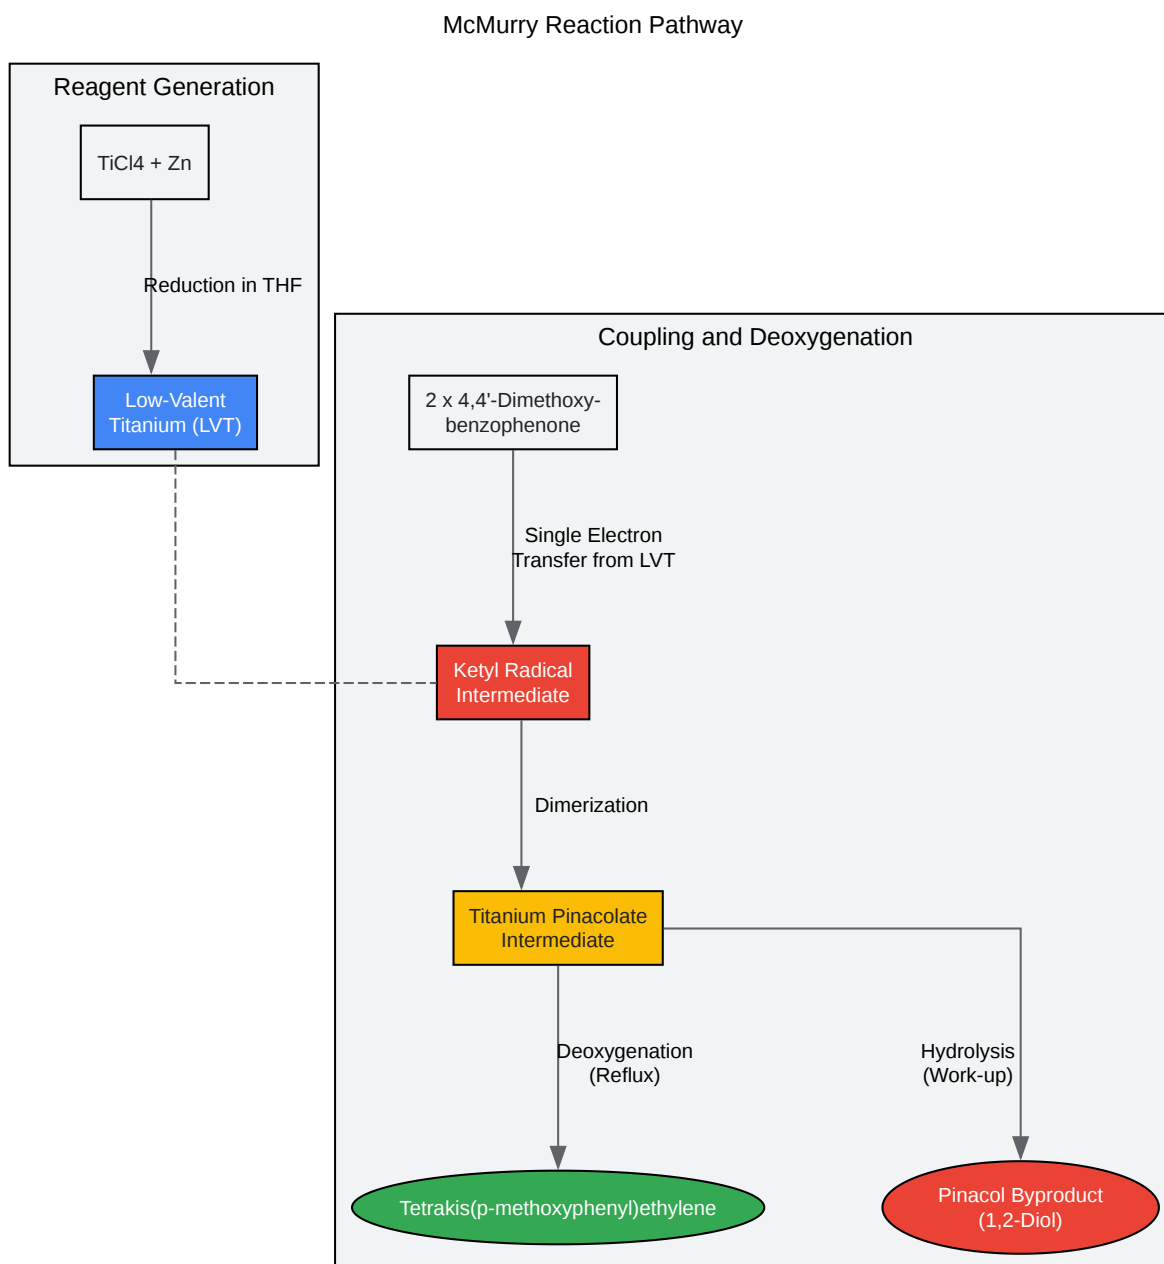 McMurry Reaction Pathway
Reagent Generation
TiCl4 + Zn
Reduction in THF
Low-Valent
Titanium (LVT)
Coupling and Deoxygenation
2 x 4,4'-Dimethoxy-
benzophenone
Single Electron
Transfer from LVT
Ketyl Radical
Intermediate
Dimerization
Titanium Pinacolate
Intermediate
Deoxygenation
(Reflux)
Hydrolysis
(Work-up)
Tetrakis(p-methoxyphenyl)ethylene
Pinacol Byproduct
(1,2-Diol)